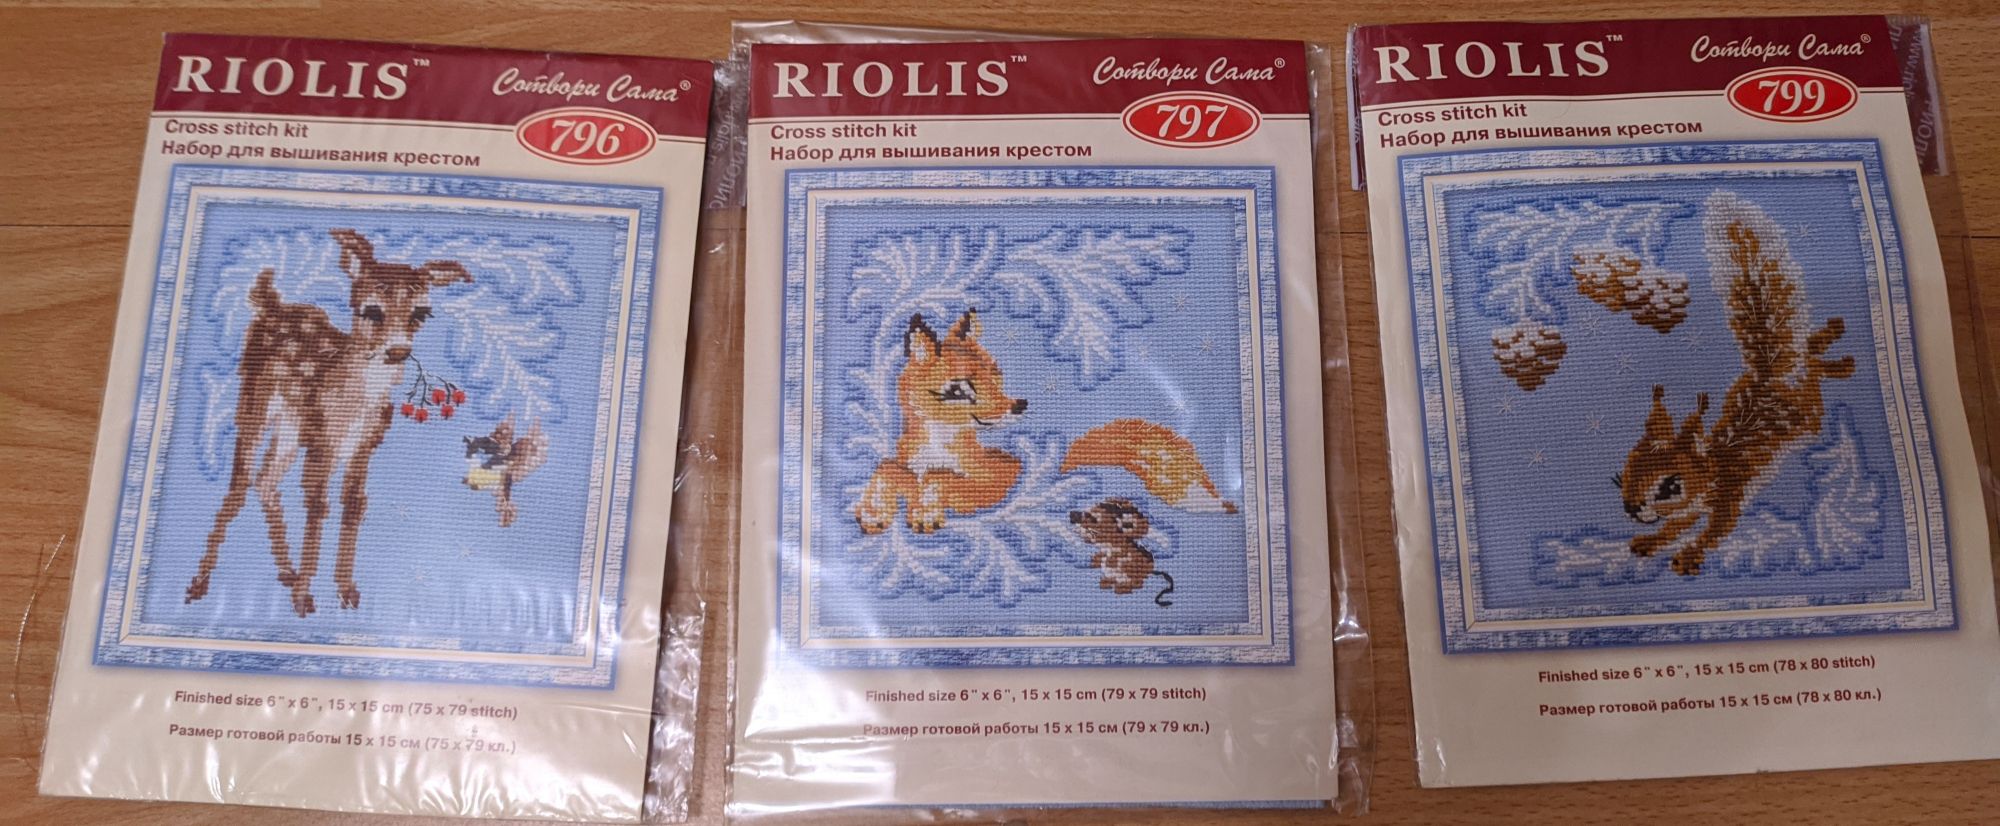 RIOLIS™ Сотвори Сама®
796
Cross stitch kit
Набор для вышивания крестом
Finished size 6" x 6", 15 x 15 cm (75 x 79 stitch)
Размер готовой работы 15 x 15 см (75 x 79 кл.)
RIOLIS™ Сотвори Сама®
797
Cross stitch kit
Набор для вышивания крестом
Finished size 6" x 6", 15 x 15 cm (79 x 79 stitch)
Размер готовой работы 15 x 15 см (79 x 79 кл.)
RIOLIS™ Сотвори Сама®
799
Cross stitch kit
Набор для вышивания крестом
Finished size 6" x 6", 15 x 15 cm (78 x 80 stitch)
Размер готовой работы 15 x 15 см (78 x 80 кл.)